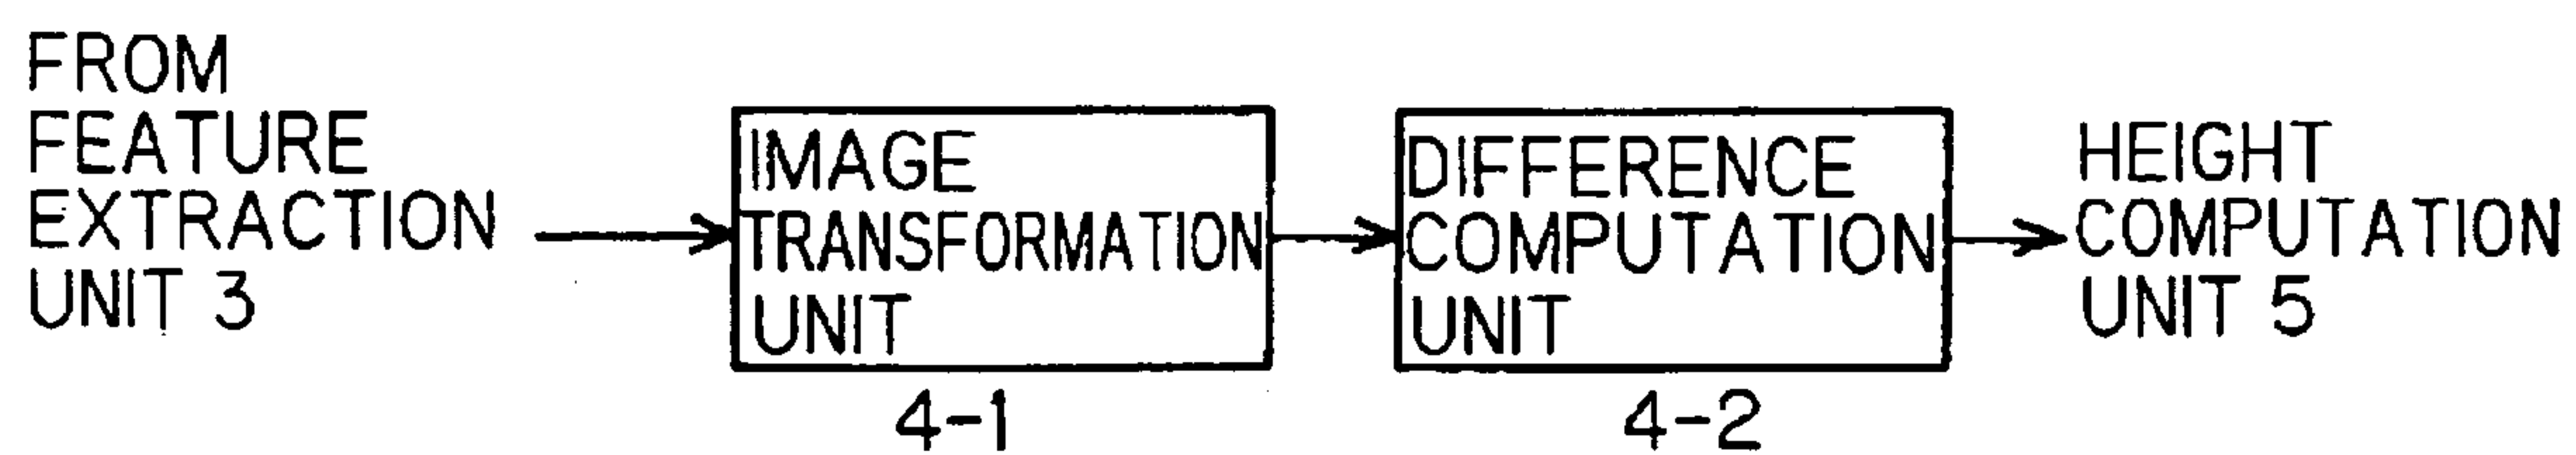 FROM
FEATURE
EXTRACTION
UNIT 3
IMAGE
TRANSFORMATION
UNIT
4-1
DIFFERENCE
COMPUTATION
UNIT
4-2
HEIGHT
COMPUTATION
UNIT 5